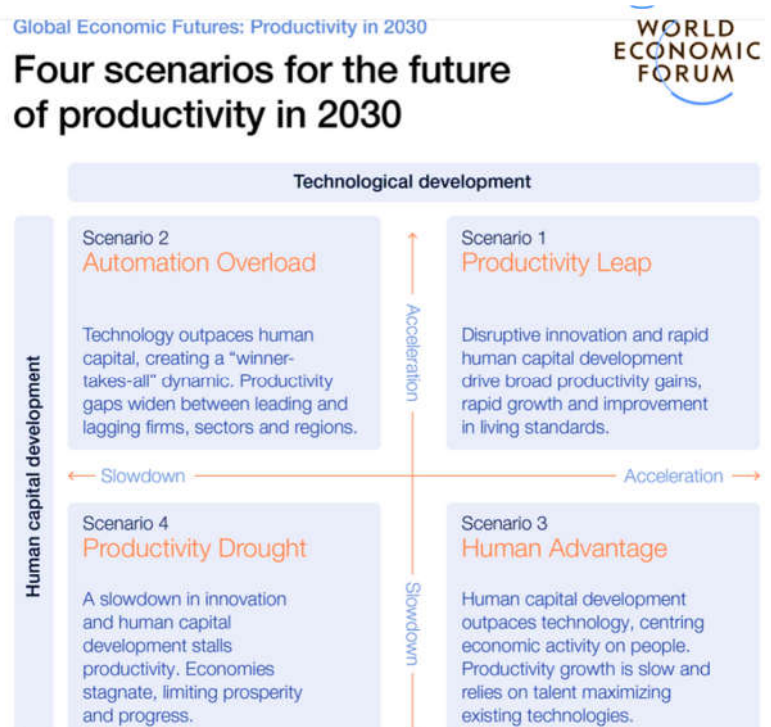 Global Economic Futures: Productivity in 2030
Four scenarios for the future
of productivity in 2030
WORLD
ECONOMIC
FORUM
Technological development
Human capital development
Scenario 2
Automation Overload
Technology outpaces human
capital, creating a “winner-
takes-all” dynamic. Productivity
gaps widen between leading and
lagging firms, sectors and regions.
Acceleration
Scenario 1
Productivity Leap
Disruptive innovation and rapid
human capital development
drive broad productivity gains,
rapid growth and improvement
in living standards.
Slowdown
Acceleration
Scenario 4
Productivity Drought
A slowdown in innovation
and human capital
development stalls
productivity. Economies
stagnate, limiting prosperity
and progress.
Slowdown
Scenario 3
Human Advantage
Human capital development
outpaces technology, centring
economic activity on people.
Productivity growth is slow and
relies on talent maximizing
existing technologies.